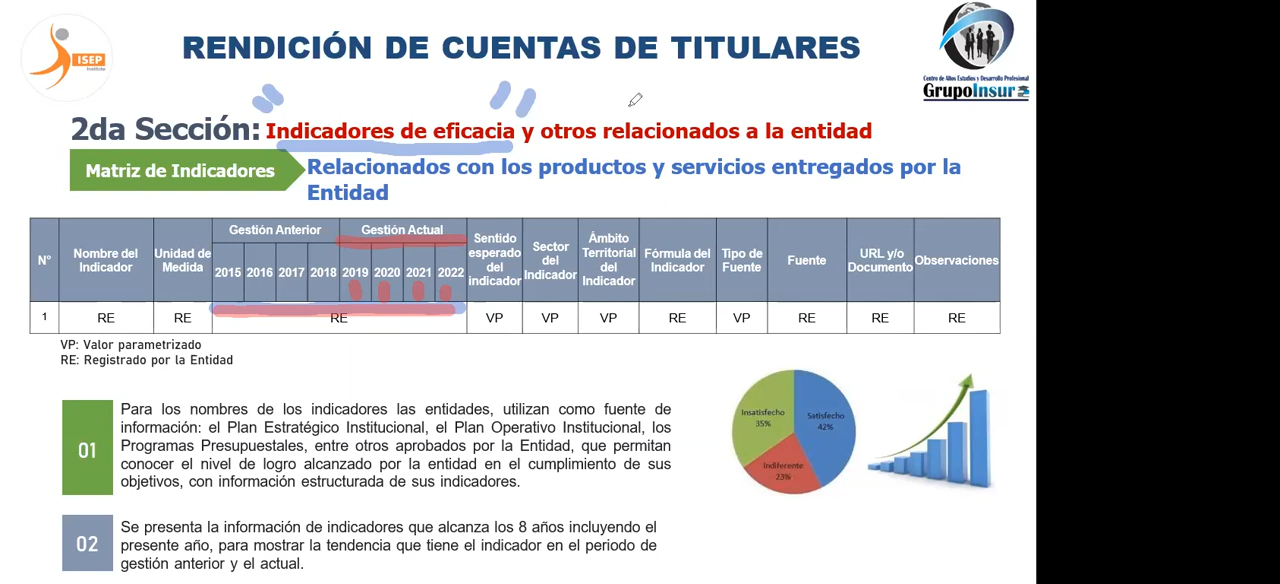 ISEP
Institute
RENDICIÓN DE CUENTAS DE TITULARES
Centro de Altos Estudios y Desarrollo Profesional
GrupoInsur
2da Sección: Indicadores de eficacia y otros relacionados a la entidad
Matriz de Indicadores
Relacionados con los productos y servicios entregados por la
Entidad
N° Nombre del Indicador Unidad de Medida Gestión Anterior Gestión Actual Sentido esperado del indicador Sector del Indicador Ámbito Territorial del Indicador Fórmula del Indicador Tipo de Fuente Fuente URL y/o Documento Observaciones
2015 2016 2017 2018 2019 2020 2021 2022
1 RE RE RE VP VP VP RE VP RE RE RE
VP: Valor parametrizado
RE: Registrado por la Entidad
01
Para los nombres de los indicadores las entidades, utilizan como fuente de
información: el Plan Estratégico Institucional, el Plan Operativo Institucional, los
Programas Presupuestales, entre otros aprobados por la Entidad, que permitan
conocer el nivel de logro alcanzado por la entidad en el cumplimiento de sus
objetivos, con información estructurada de sus indicadores.
Insatisfecho
35%
Satisfecho
42%
Indiferente
23%
02
Se presenta la información de indicadores que alcanza los 8 años incluyendo el
presente año, para mostrar la tendencia que tiene el indicador en el periodo de
gestión anterior y el actual.